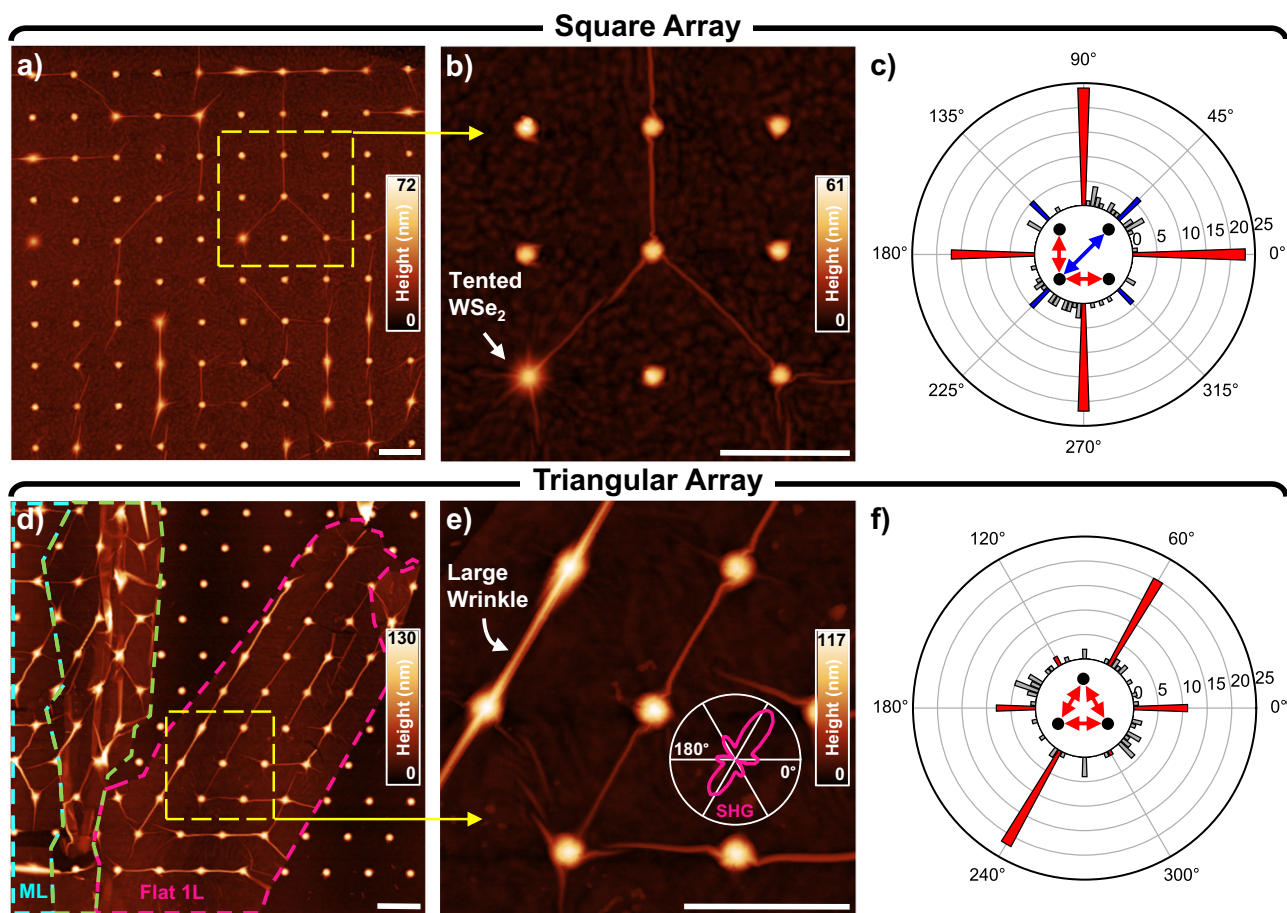 Square Array
a)
72
Height (nm)
0
b)
Tented
WSe₂
61
Height (nm)
0
c)
90°
135°
45°
180°
0 5 10 15 20 25
0°
225°
315°
270°
Triangular Array
d)
130
Height (nm)
0
ML
Flat 1L
e)
Large
Wrinkle
117
Height (nm)
0
180°
0°
SHG
f)
120°
60°
180°
0 5 10 15 20 25
0°
240°
300°